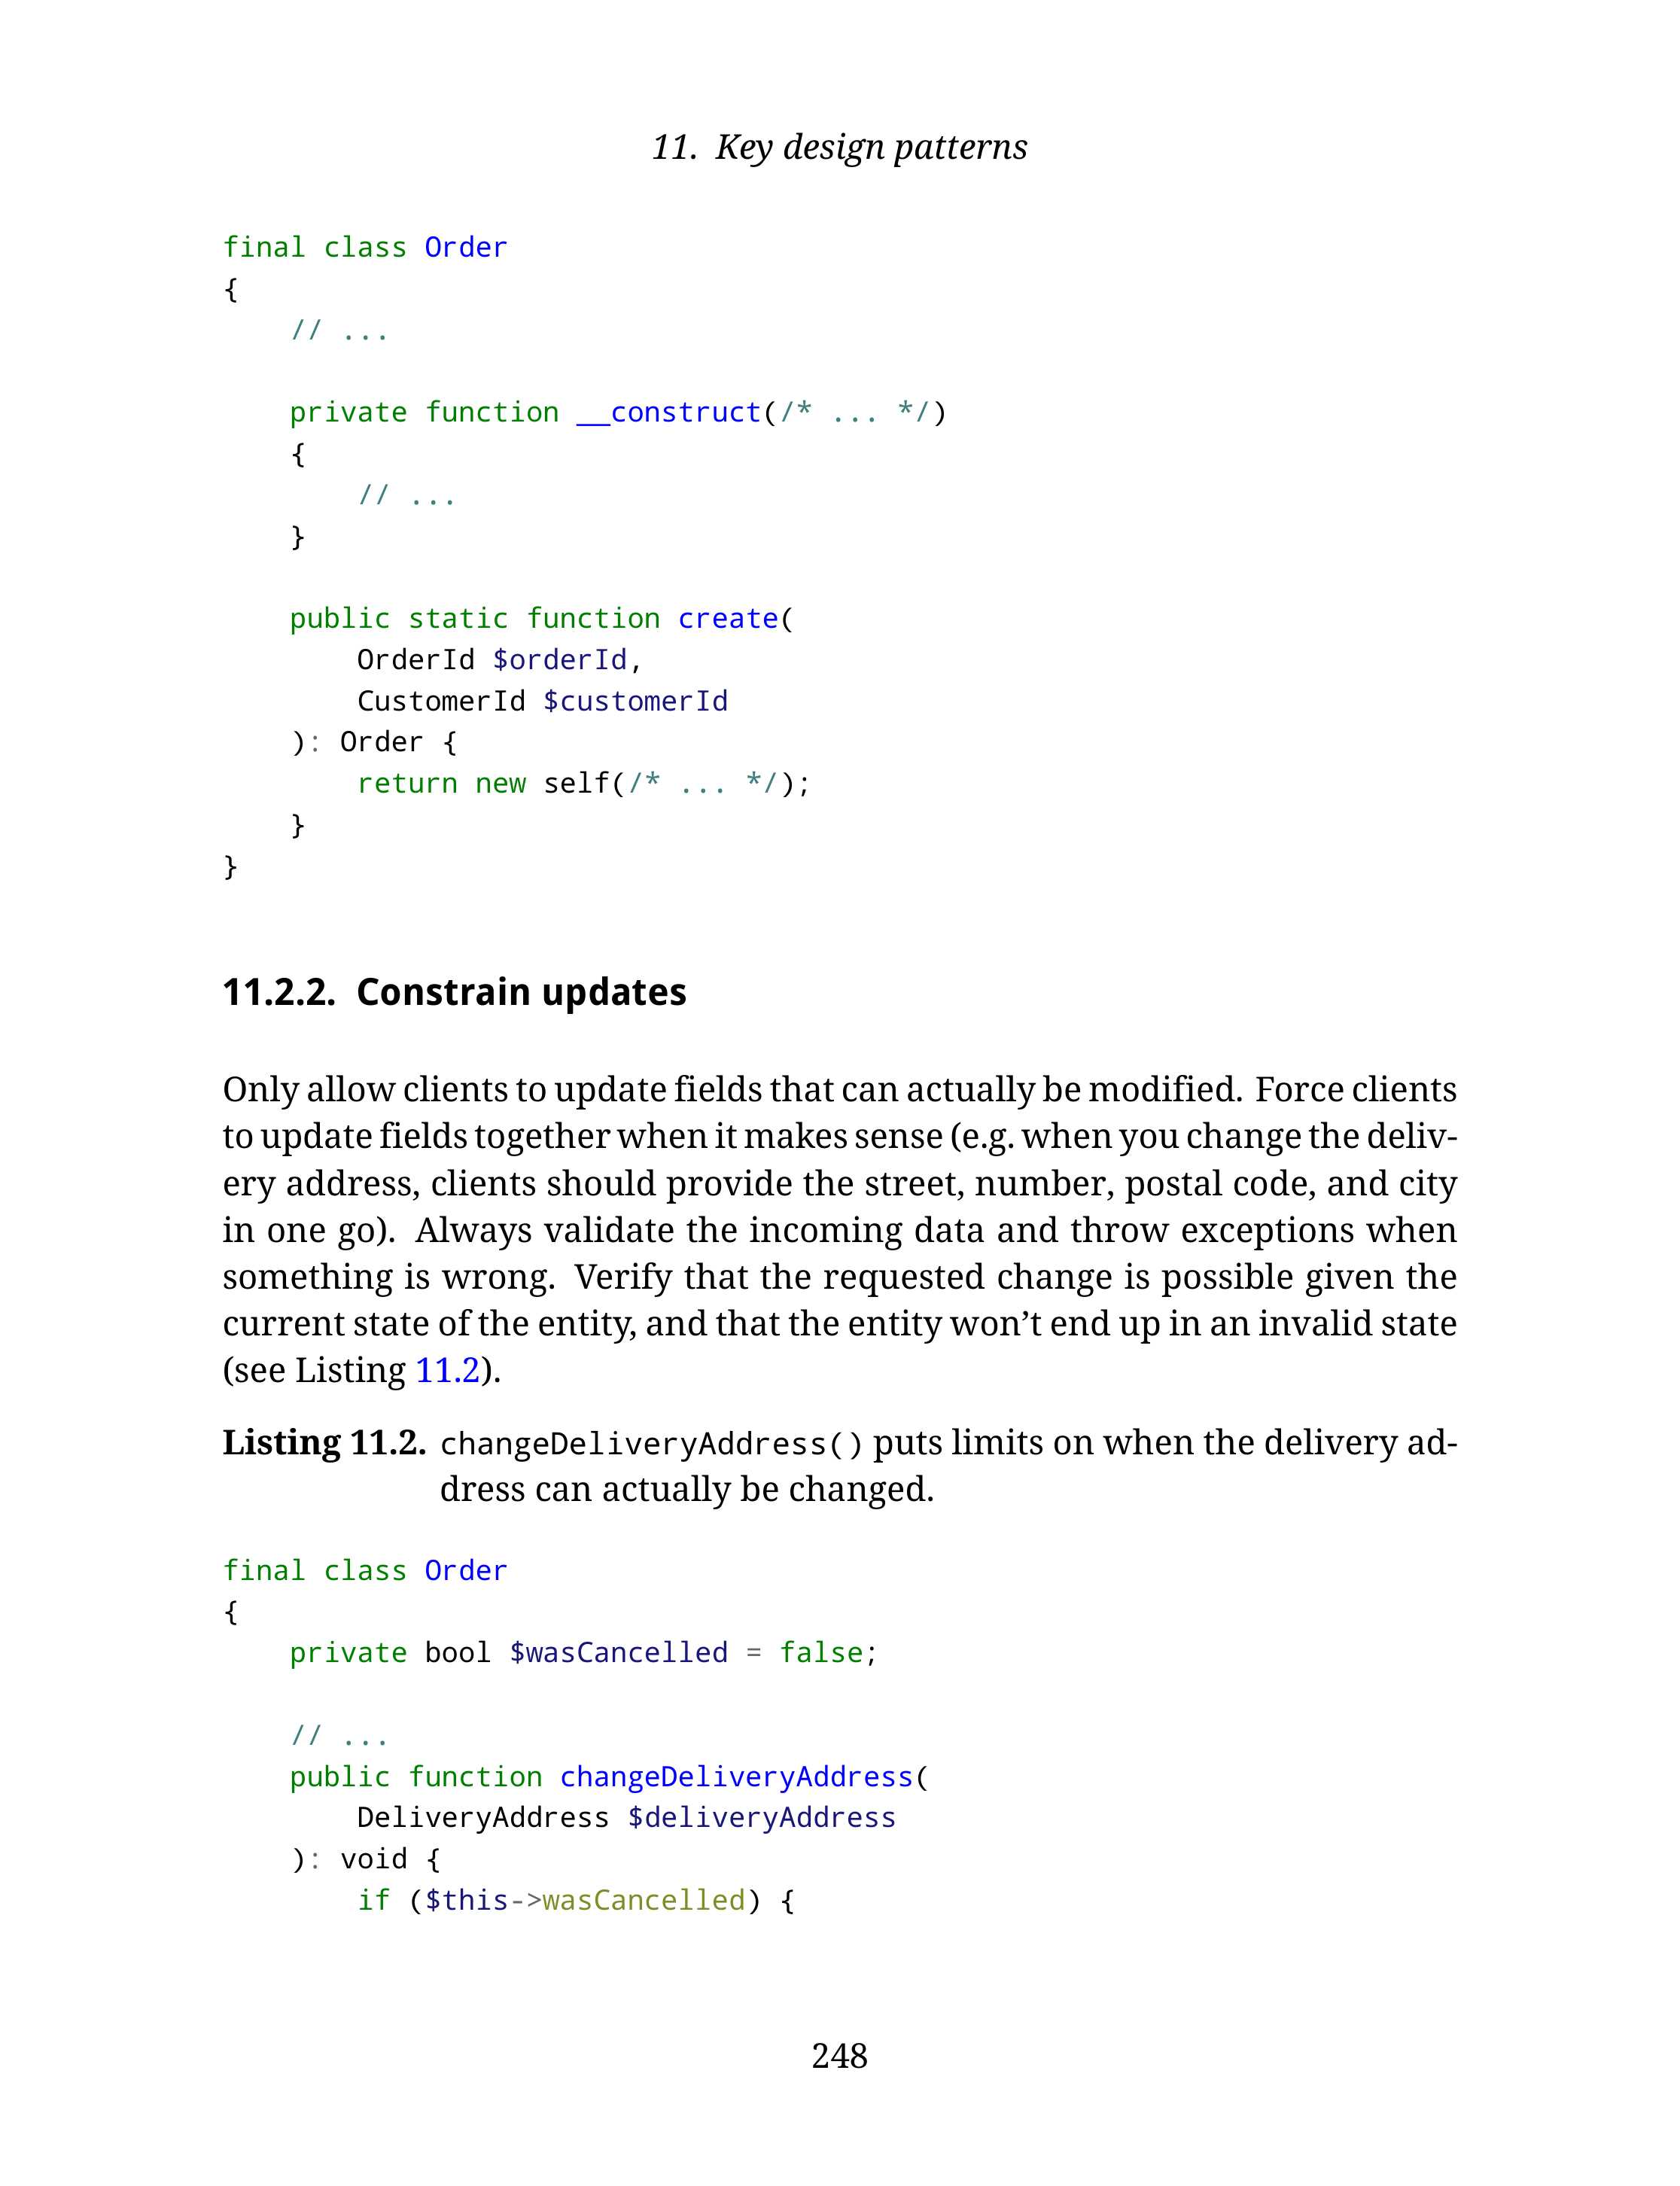 11. Key design patterns
final class Order
{
    // ...
    private function __construct(/* ... */)
    {
        // ...
    }
    public static function create(
        OrderId $orderId,
        CustomerId $customerId
    ): Order {
        return new self(/* ... */);
    }
}
11.2.2. Constrain updates
Only allow clients to update fields that can actually be modified. Force clients
to update fields together when it makes sense (e.g. when you change the deliv-
ery address, clients should provide the street, number, postal code, and city
in one go). Always validate the incoming data and throw exceptions when
something is wrong. Verify that the requested change is possible given the
current state of the entity, and that the entity won’t end up in an invalid state
(see Listing 11.2).
Listing 11.2. changeDeliveryAddress() puts limits on when the delivery ad-
dress can actually be changed.
final class Order
{
    private bool $wasCancelled = false;
    // ...
    public function changeDeliveryAddress(
        DeliveryAddress $deliveryAddress
    ): void {
        if ($this->wasCancelled) {
248